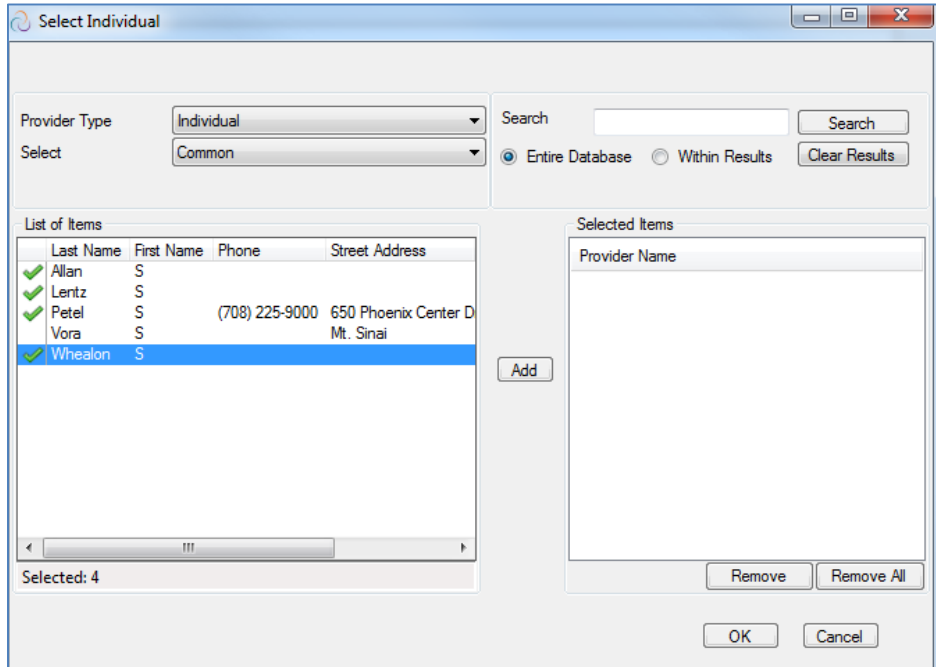 Select Individual
Provider Type Individual
Select Common
Search Search
Entire Database Within Results Clear Results
List of Items
Last Name First Name Phone Street Address
Allan S
Lentz S
Petel S (708) 225-9000 650 Phoenix Center D
Vora S Mt. Sinai
Whealon S
Selected: 4
Add
Selected Items
Provider Name
Remove Remove All
OK Cancel